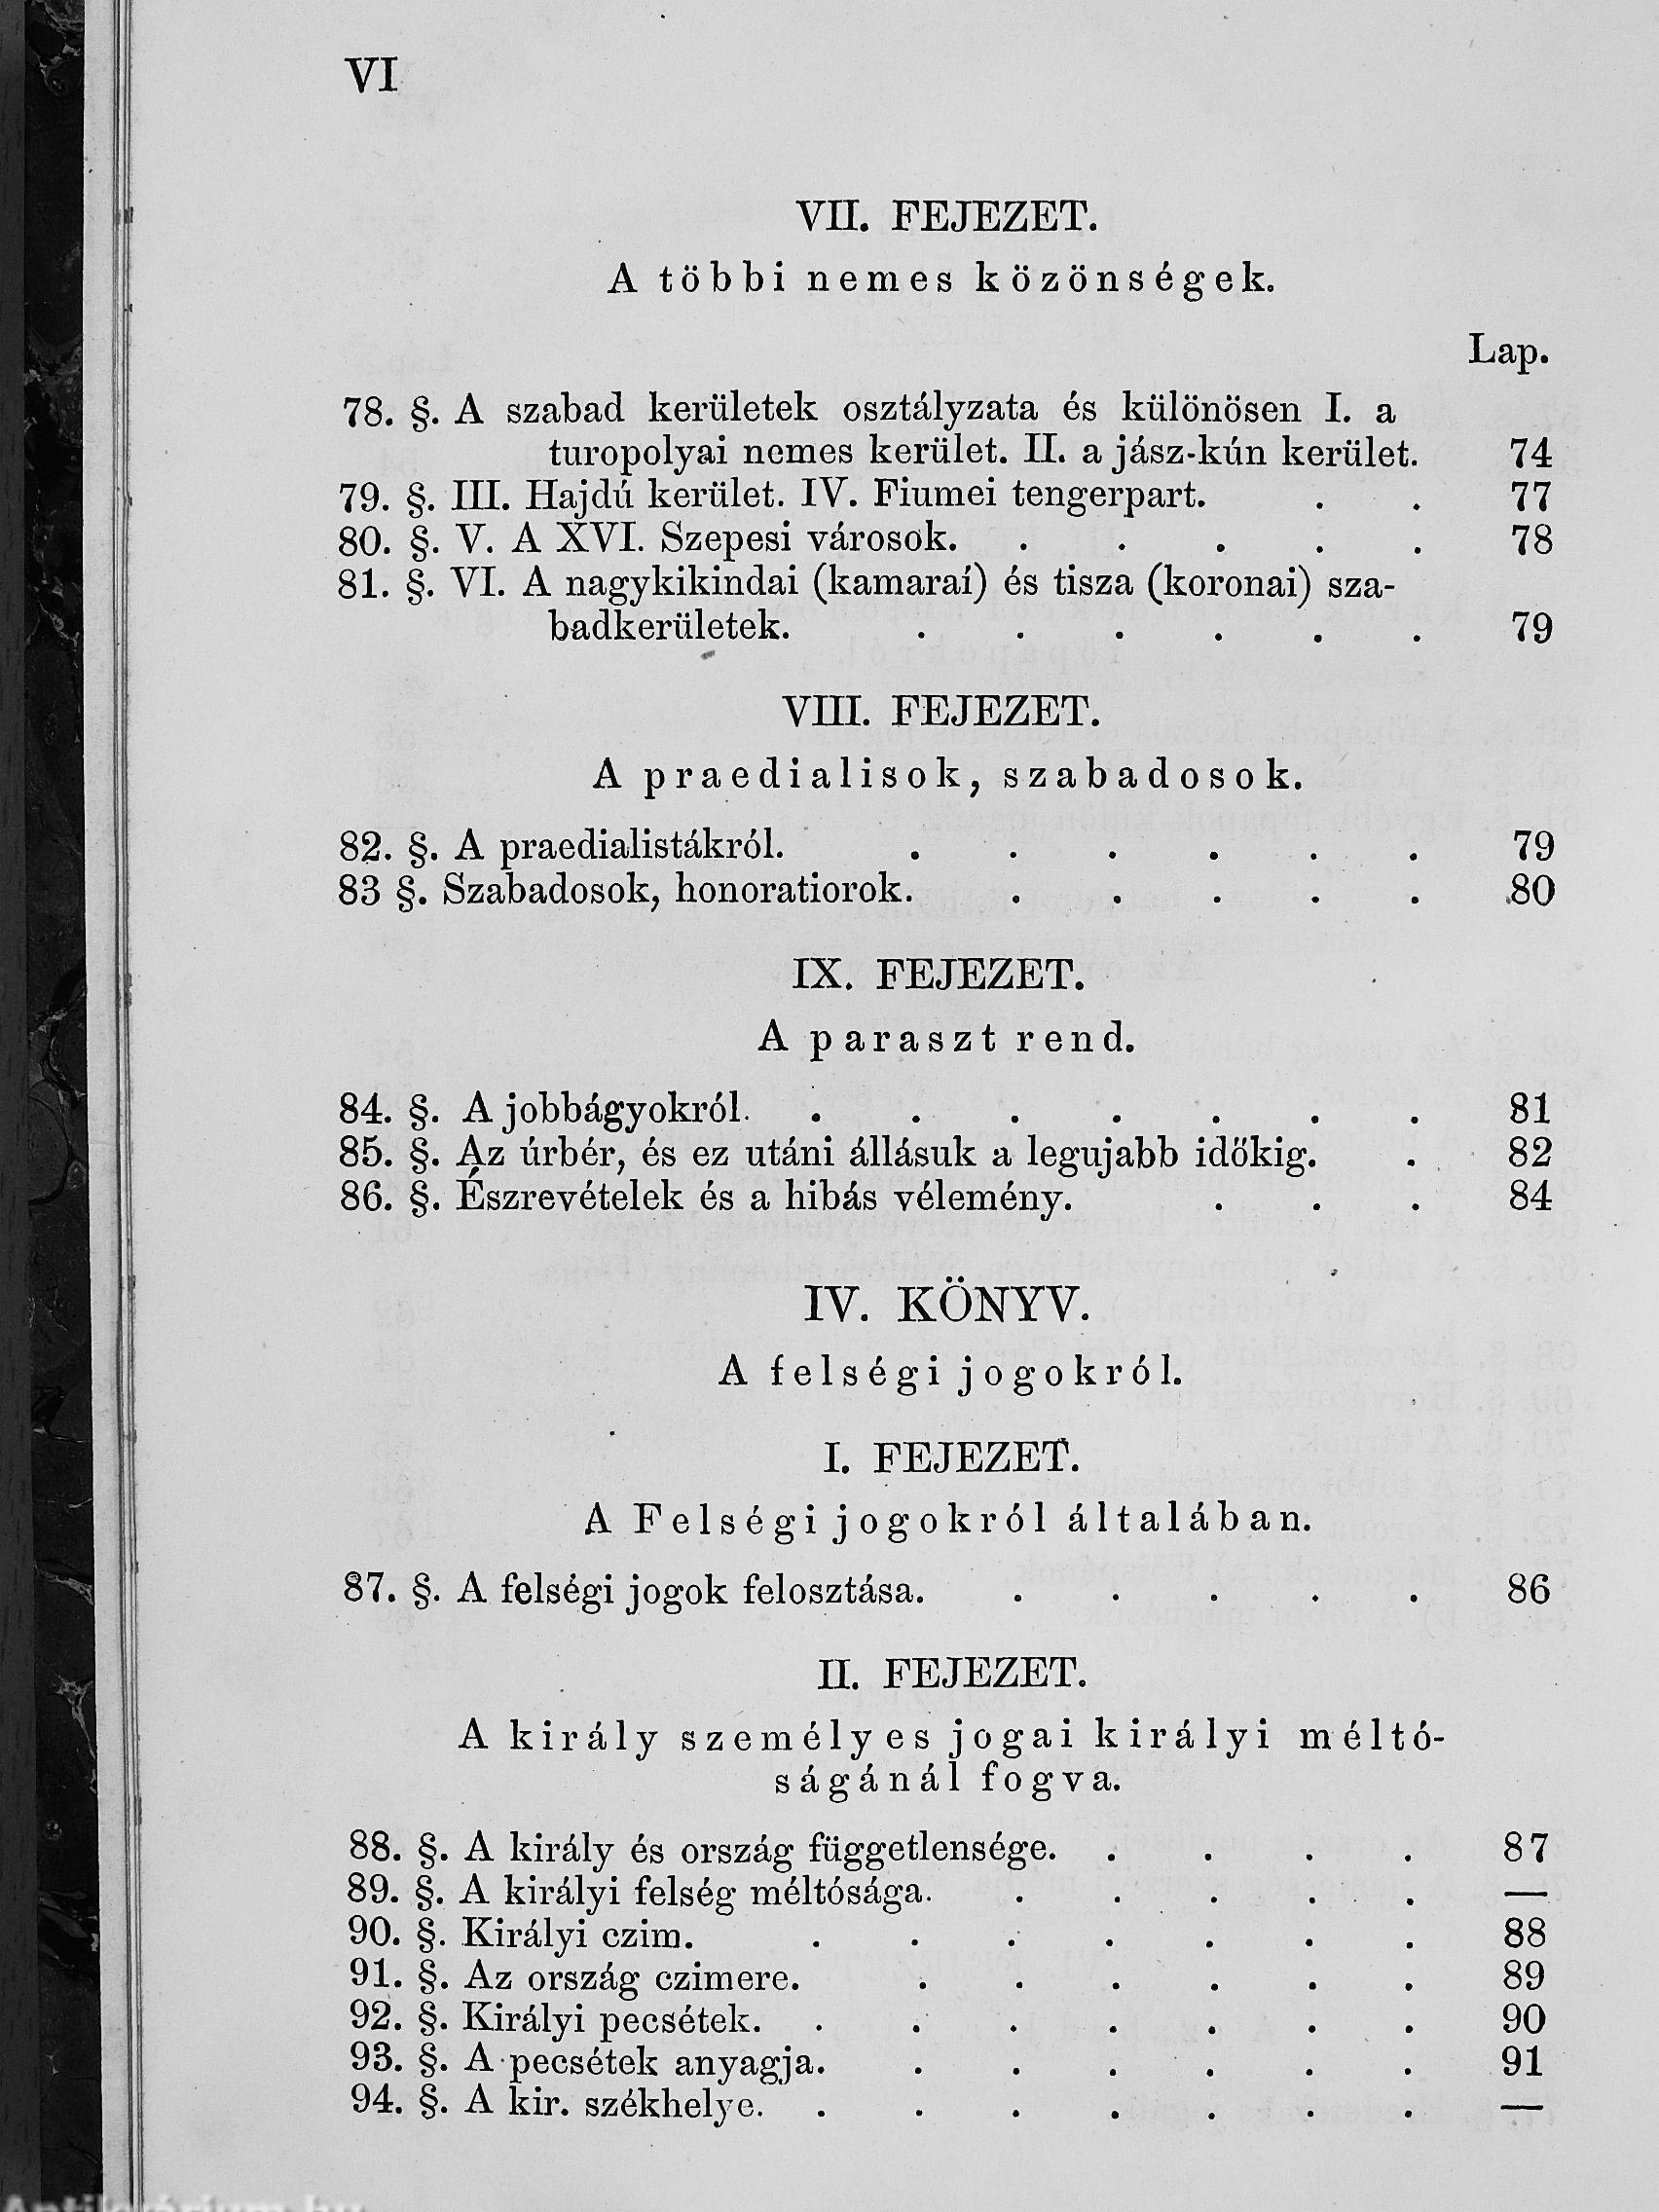 VI
VII. FEJEZET.
A többi nemes közönségek.
Lap.
78. §. A szabad kerületek osztályzata és különösen I. a
turopolyai nemes kerület. II. a jász-kún kerület. 74
79. §. III. Hajdú kerület. IV. Fiumei tengerpart. . . 77
80. §. V. A XVI. Szepesi városok. . . . . . 78
81. §. VI. A nagykikindai (kamaraí) és tisza (koronai) sza-
badkerületek. . . . . . . 79
VIII. FEJEZET.
A praedialisok, szabadosok.
82. §. A praedialistákról. . . . . . . 79
83 §. Szabadosok, honoratiorok. . . . . . 80
IX. FEJEZET.
A paraszt rend.
84. §. A jobbágyokról. . . . . . . . 81
85. §. Az úrbér, és ez utáni állásuk a legujabb időkig. . 82
86. §. Észrevételek és a hibás vélemény. . . . 84
IV. KÖNYV.
A felségi jogokról.
I. FEJEZET.
A Felségi jogokról általában.
87. §. A felségi jogok felosztása. . . . . . 86
II. FEJEZET.
A király személyes jogai királyi méltó-
ságánál fogva.
88. §. A király és ország függetlensége. . . . . 87
89. §. A királyi felség méltósága. . . . . . —
90. §. Királyi czim. . . . . . . . 88
91. §. Az ország czimere. . . . . . . 89
92. §. Királyi pecsétek. . . . . . . . 90
93. §. A pecsétek anyagja. . . . . . . 91
94. §. A kir. székhelye. . . . . . . . —